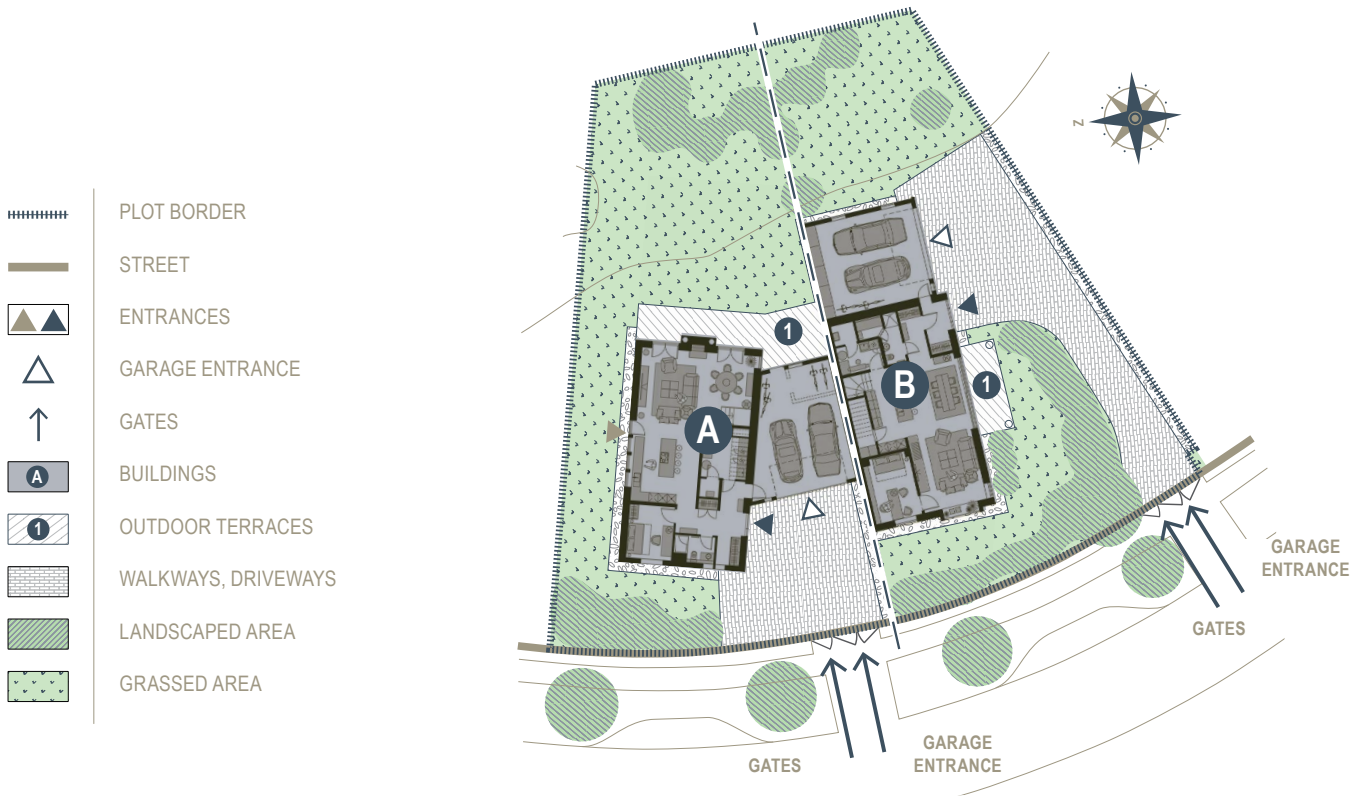 PLOT BORDER
STREET
ENTRANCES
GARAGE ENTRANCE
GATES
A
BUILDINGS
1
OUTDOOR TERRACES
WALKWAYS, DRIVEWAYS
LANDSCAPED AREA
GRASSED AREA
Z
1
A
B
1
GARAGE
ENTRANCE
GATES
GARAGE
ENTRANCE
GATES